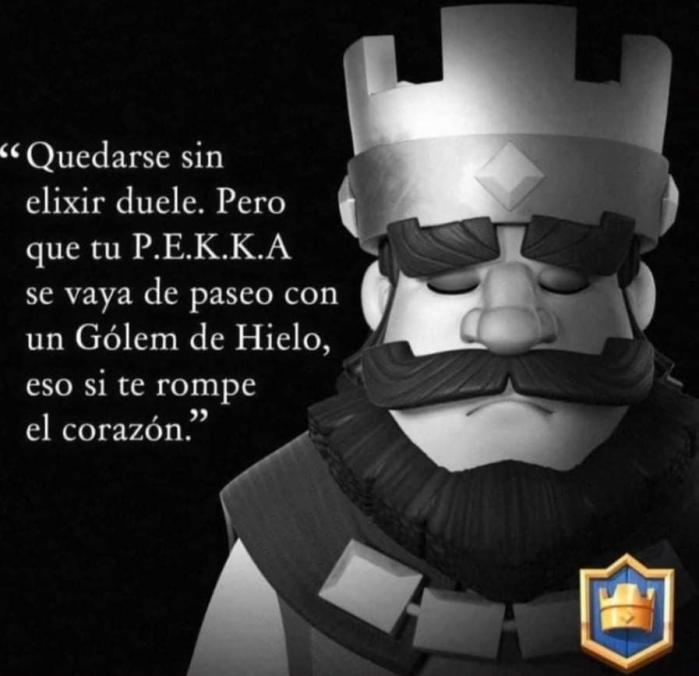 “Quedarse sin
elixir duele. Pero
que tu P.E.K.K.A
se vaya de paseo con
un Gólem de Hielo,
eso si te rompe
el corazón.”